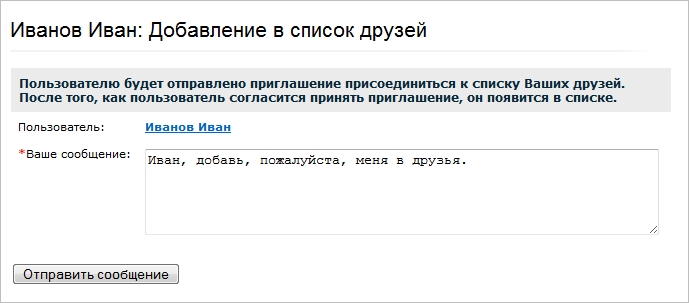 Иванов Иван: Добавление в список друзей
Пользователю будет отправлено приглашение присоединиться к списку Ваших друзей.
После того, как пользователь согласится принять приглашение, он появится в списке.
Пользователь: Иванов Иван
*Ваше сообщение: Иван, добавь, пожалуйста, меня в друзья.
Отправить сообщение